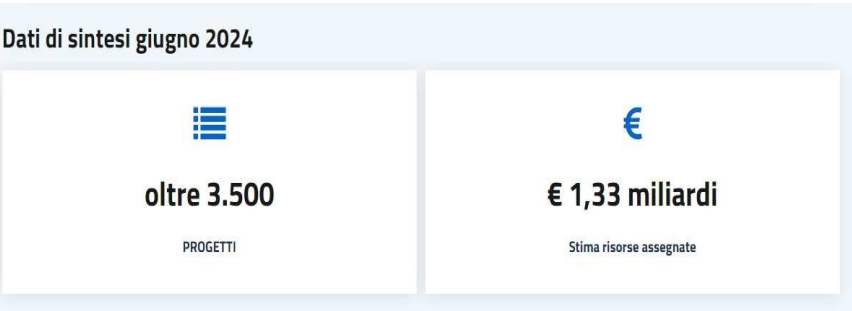 Dati di sintesi giugno 2024
oltre 3.500
PROGETTI
€ 1,33 miliardi
Stima risorse assegnate